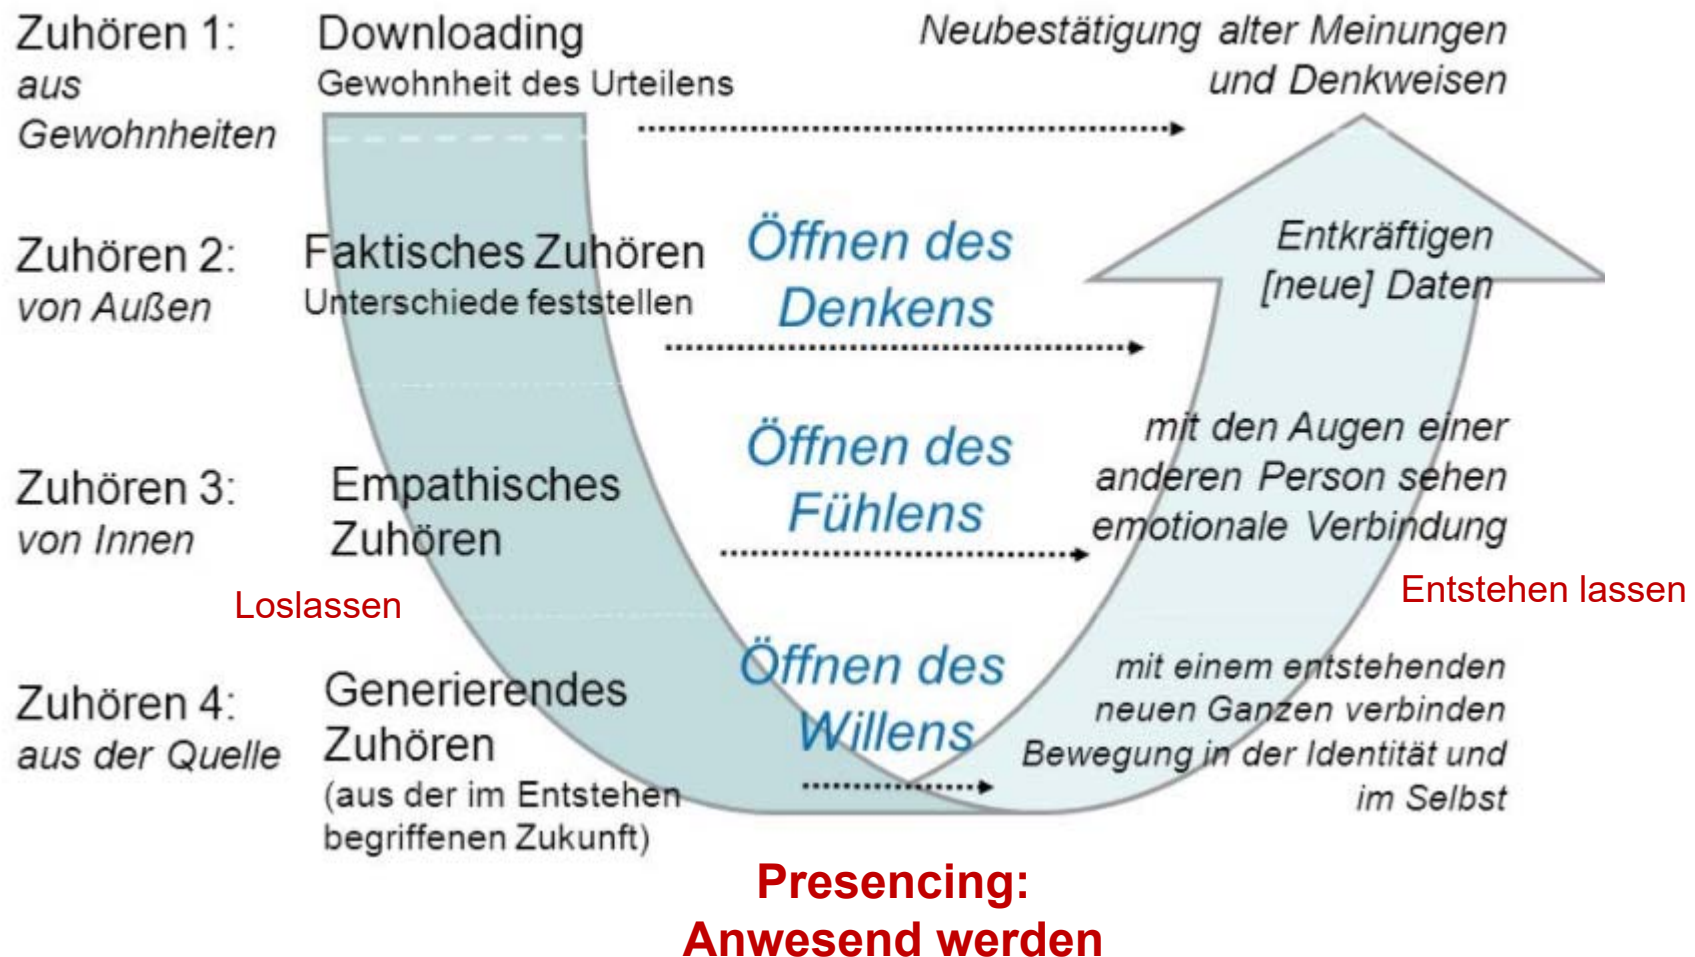 Zuhören 1:
aus
Gewohnheiten
Downloading
Gewohnheit des Urteilens
Neubestätigung alter Meinungen
und Denkweisen
Zuhören 2:
von Außen
Faktisches Zuhören
Unterschiede feststellen
Öffnen des
Denkens
Entkräftigen
[neue] Daten
Zuhören 3:
von Innen
Empathisches
Zuhören
Öffnen des
Fühlens
mit den Augen einer
anderen Person sehen
emotionale Verbindung
Loslassen
Entstehen lassen
Zuhören 4:
aus der Quelle
Generierendes
Zuhören
(aus der im Entstehen
begriffenen Zukunft)
Öffnen des
Willens
mit einem entstehenden
neuen Ganzen verbinden
Bewegung in der Identität und
im Selbst
Presencing:
Anwesend werden